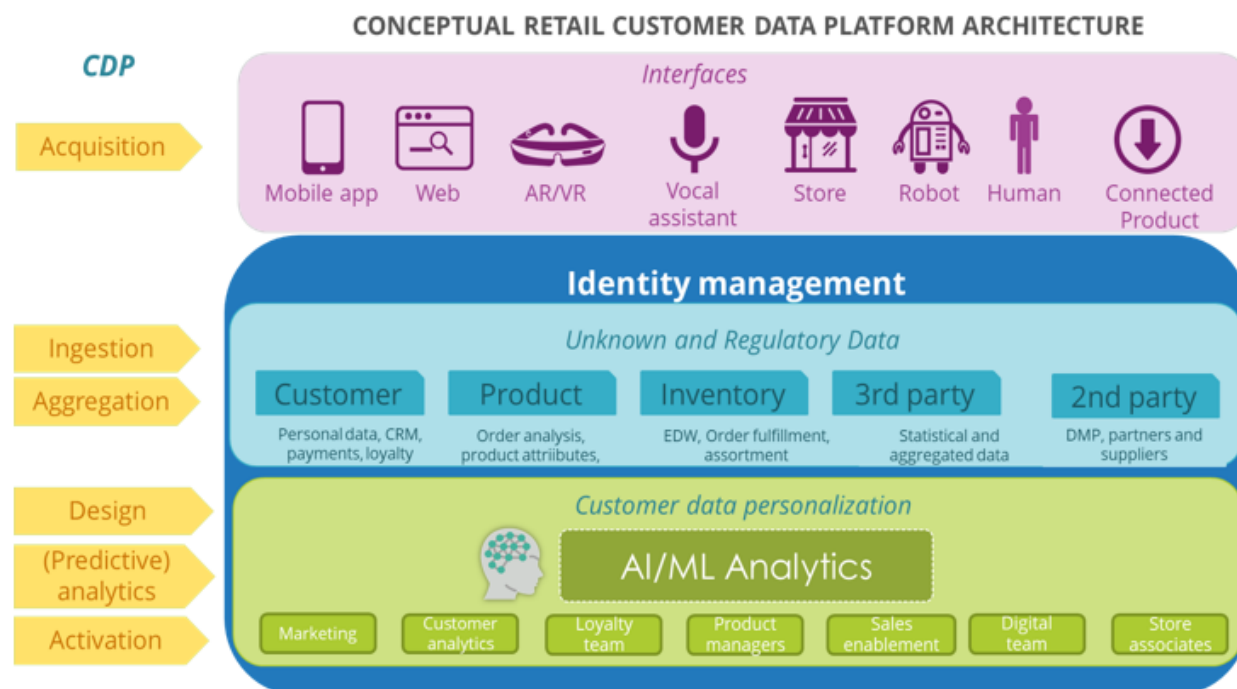 CONCEPTUAL RETAIL CUSTOMER DATA PLATFORM ARCHITECTURE
CDP
Interfaces
Acquisition
Mobile app
Web
AR/VR
Vocal
assistant
Store
Robot
Human
Connected
Product
Identity management
Ingestion
Unknown and Regulatory Data
Aggregation
Customer
Product
Inventory
3rd party
2nd party
Personal data, CRM,
payments, loyalty
Order analysis,
product attriibutes,
EDW, Order fulfillment,
assortment
Statistical and
aggregated data
DMP, partners and
suppliers
Design
Customer data personalization
(Predictive)
analytics
AI/ML Analytics
Activation
Marketing
Customer
analytics
Loyalty
team
Product
managers
Sales
enablement
Digital
team
Store
associates